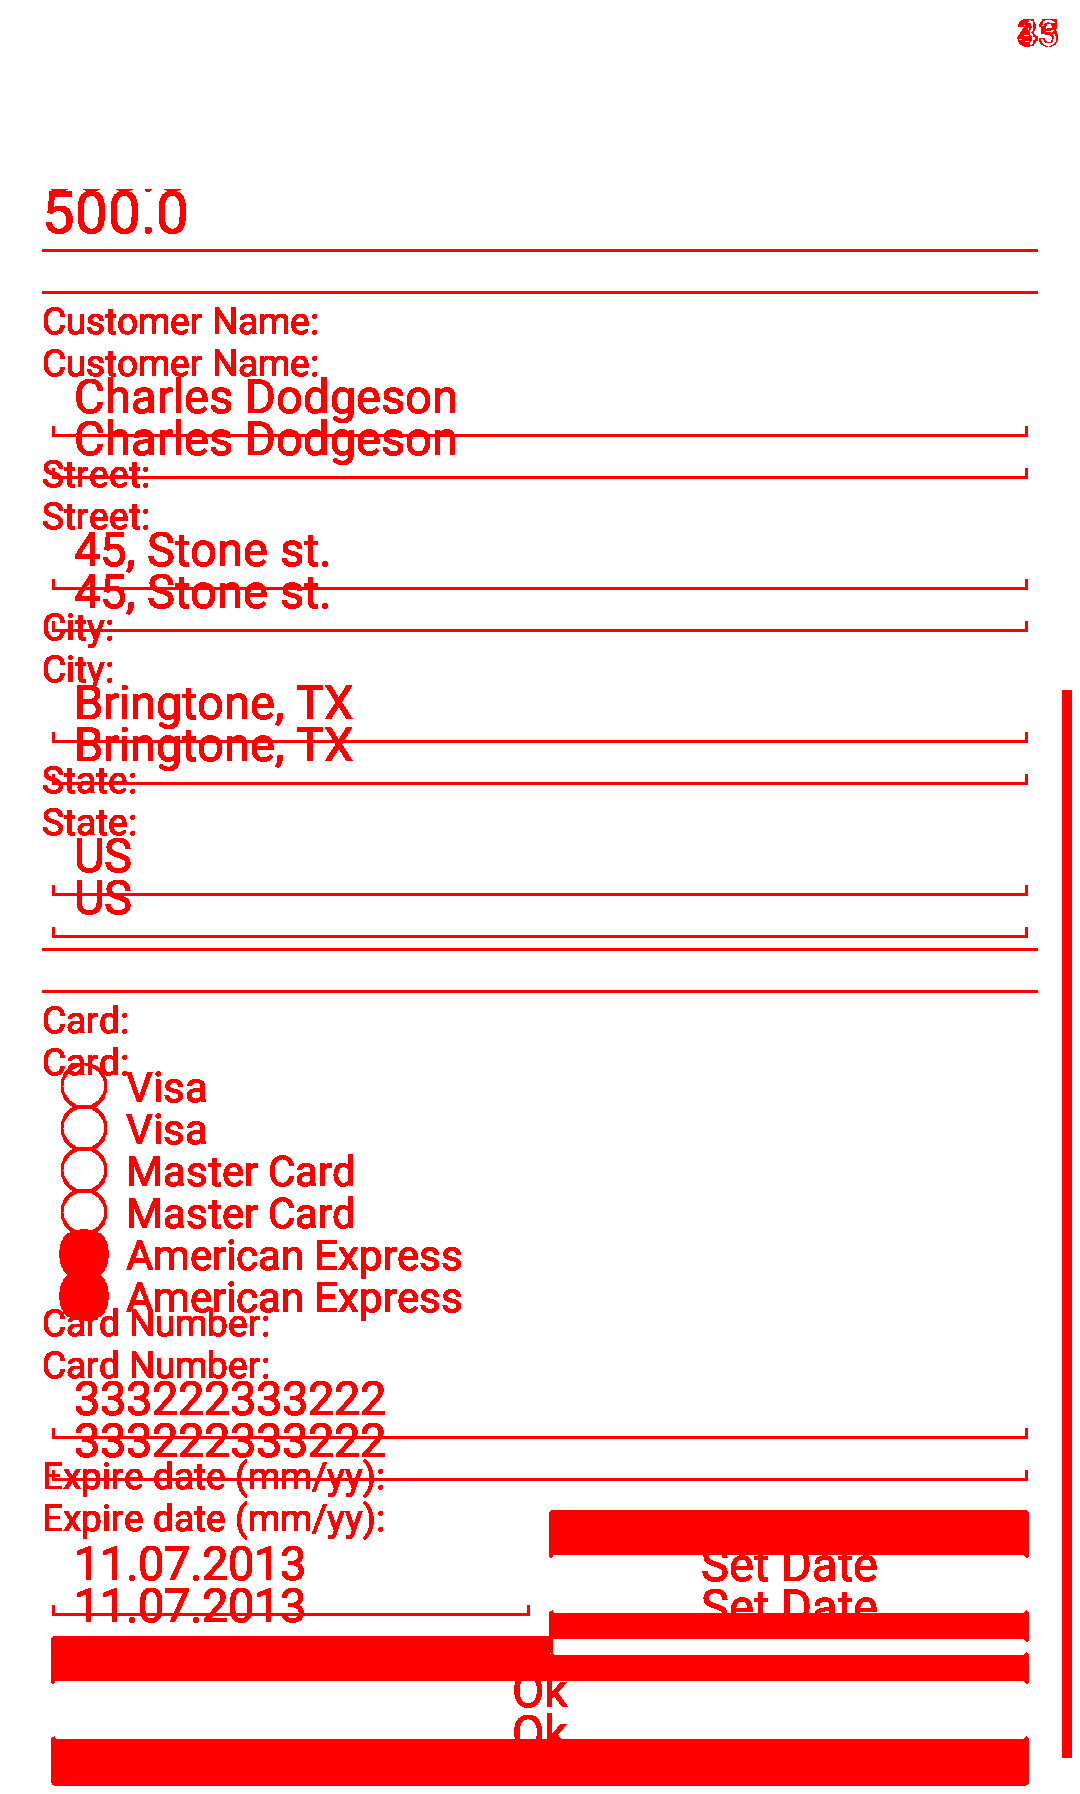 500.0
Customer Name:
Customer Name:
Charles Dodgeson
Charles Dodgeson
Street:
Street:
45, Stone st.
45, Stone st.
City:
City:
Bringtone, TX
Bringtone, TX
State:
State:
US
US
Card:
Card:
Visa
Visa
Master Card
Master Card
American Express
American Express
Card Number:
Card Number:
333222333222
333222333222
Expire date (mm/yy):
Expire date (mm/yy):
11.07.2013 Set Date
11.07.2013 Set Date
Ok
Ok